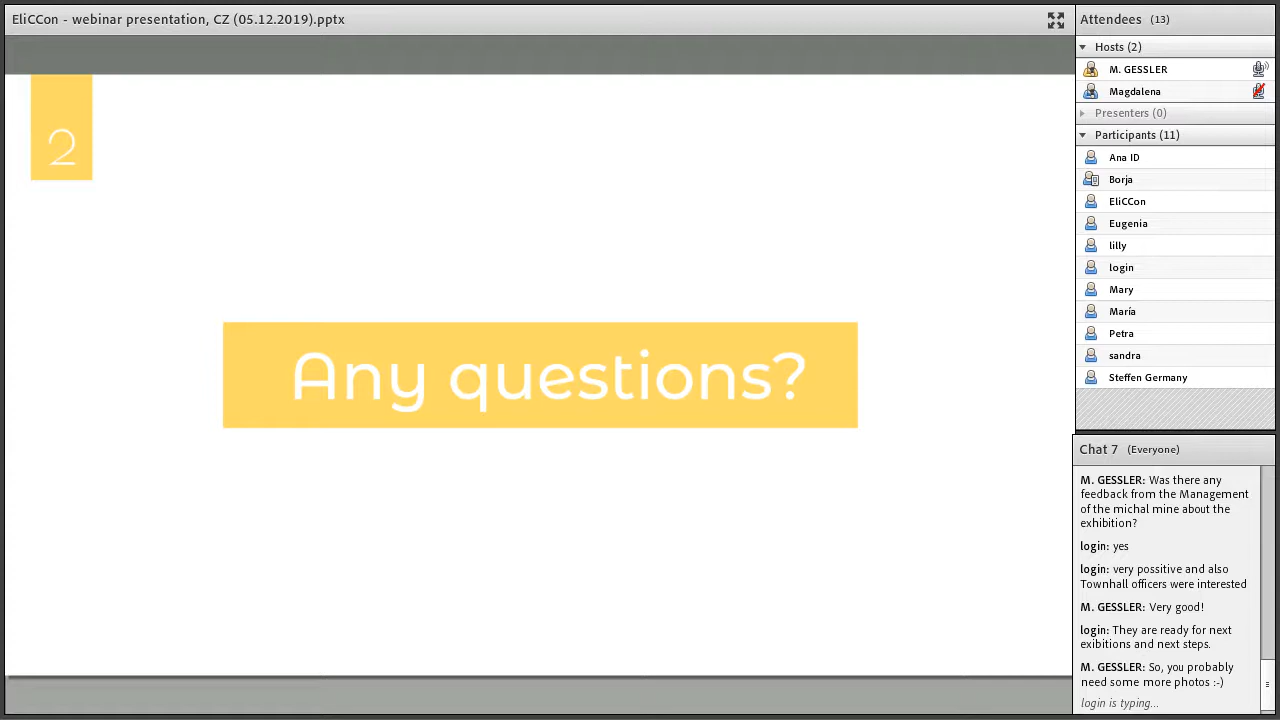 EliCCon - webinar presentation, CZ (05.12.2019).pptx
2
Any questions?
Attendees (13)
Hosts (2)
M. GESSLER
Magdalena
Presenters (0)
Participants (11)
Ana ID
Borja
EliCCon
Eugenia
lilly
login
Mary
María
Petra
sandra
Steffen Germany
Chat 7 (Everyone)
M. GESSLER: Was there any
feedback from the Management
of the michal mine about the
exhibition?
login: yes
login: very possitive and also
Townhall officers were interested
M. GESSLER: Very good!
login: They are ready for next
exibitions and next steps.
M. GESSLER: So, you probably
need some more photos :-)
login is typing...